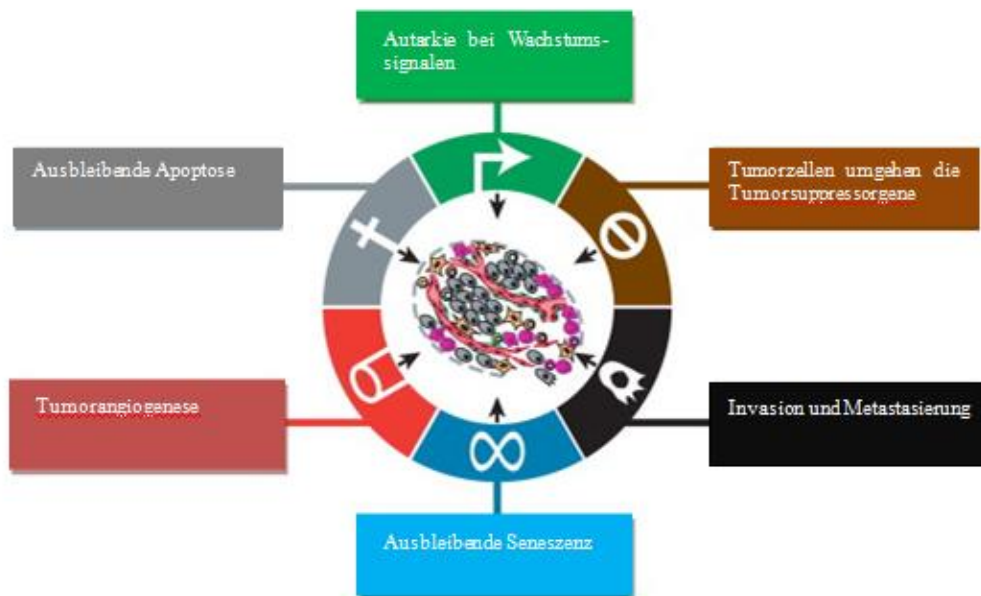 Autarkie bei Wachstums-
signalen
Ausbleibende Apoptose
Tumorzellen umgehen die
Tumorsuppressorgene
Tumorangiogenese
Invasion und Metastasierung
Ausbleibende Seneszenz